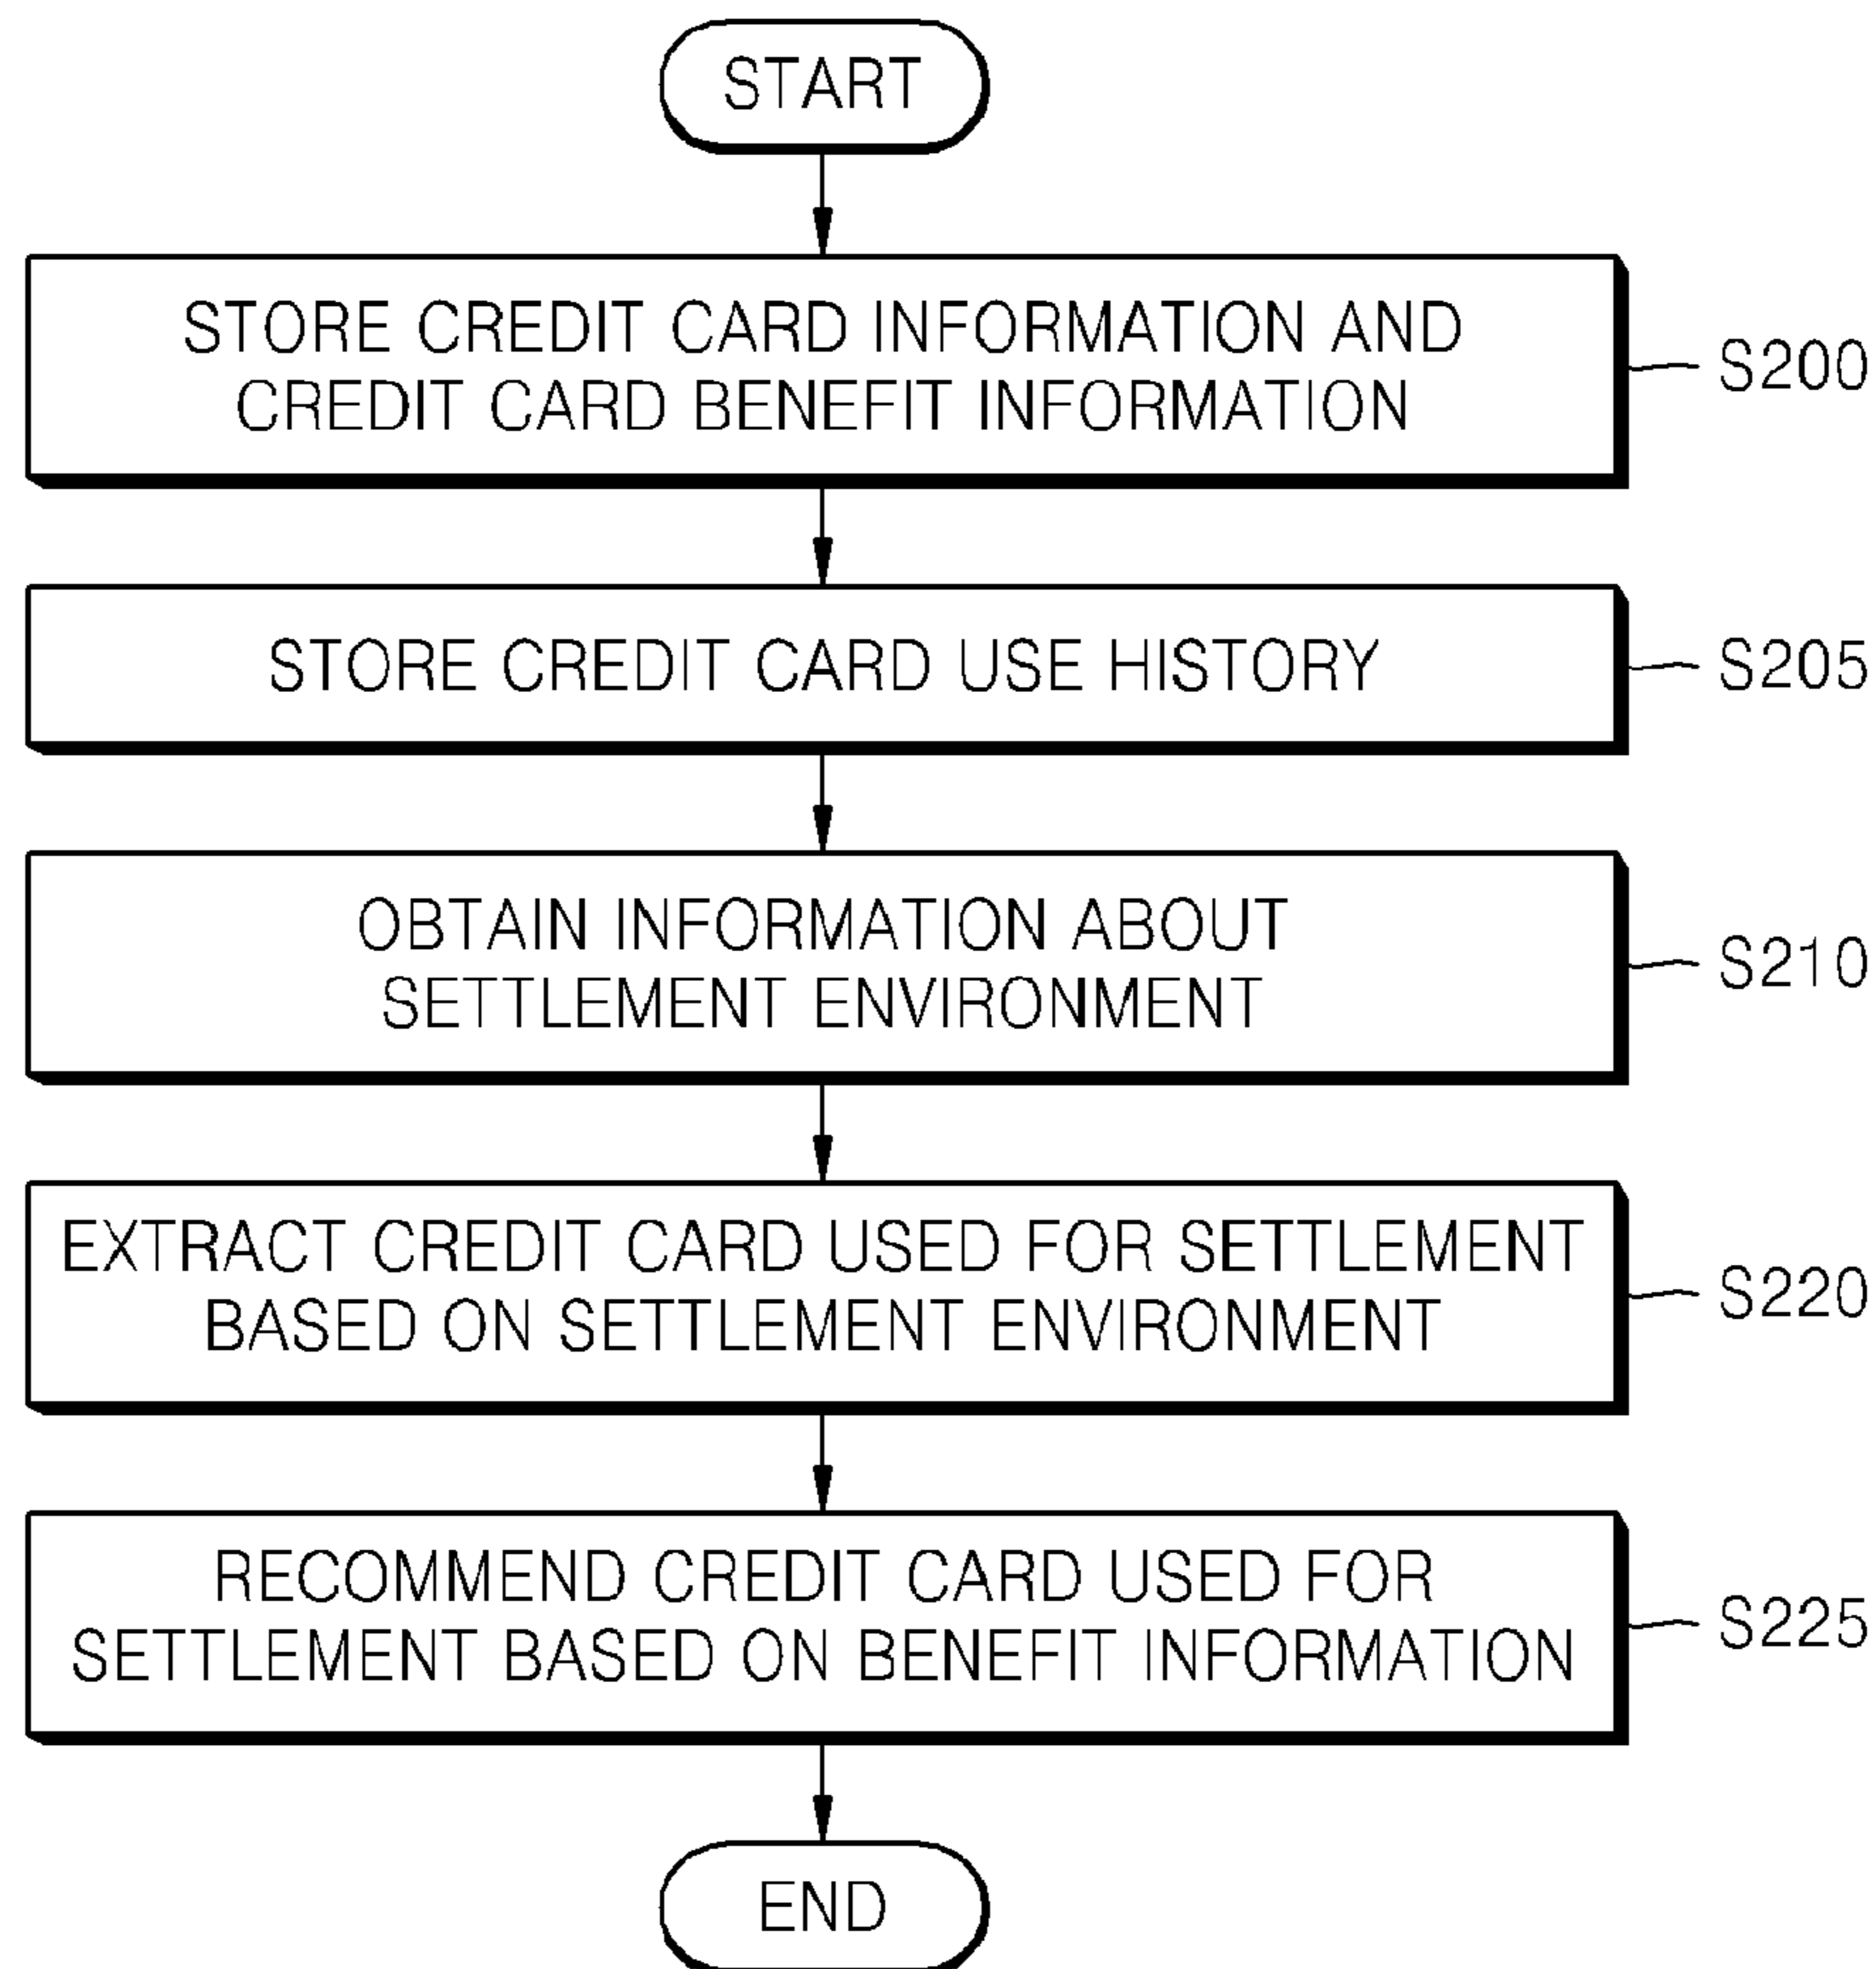 START
STORE CREDIT CARD INFORMATION AND
CREDIT CARD BENEFIT INFORMATION
S200
STORE CREDIT CARD USE HISTORY
S205
OBTAIN INFORMATION ABOUT
SETTLEMENT ENVIRONMENT
S210
EXTRACT CREDIT CARD USED FOR SETTLEMENT
BASED ON SETTLEMENT ENVIRONMENT
S220
RECOMMEND CREDIT CARD USED FOR
SETTLEMENT BASED ON BENEFIT INFORMATION
S225
END